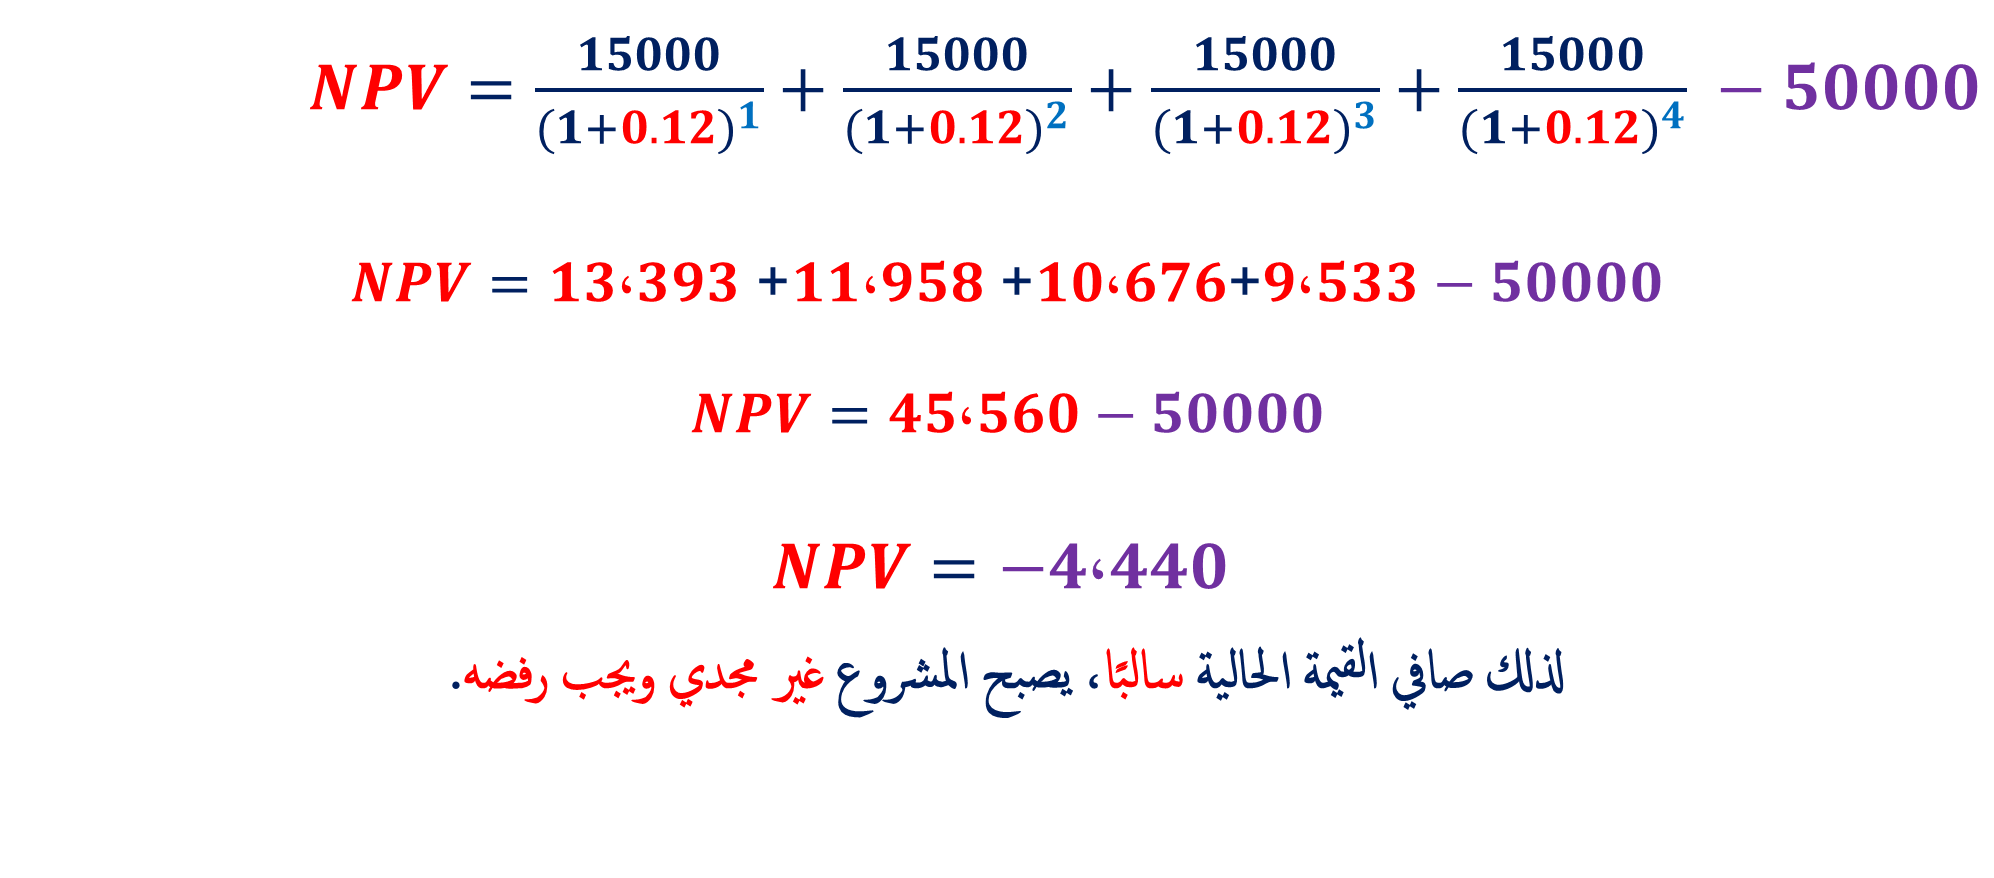 NPV = 15000/(1+0.12)^1 + 15000/(1+0.12)^2 + 15000/(1+0.12)^3 + 15000/(1+0.12)^4 − 50000
NPV = 13،393 +11،958 +10،676+9،533 − 50000
NPV = 45،560 − 50000
NPV = −4،440
لذلك صافي القيمة الحالية سالبًا، يصبح المشروع غير مجدي ويجب رفضه.